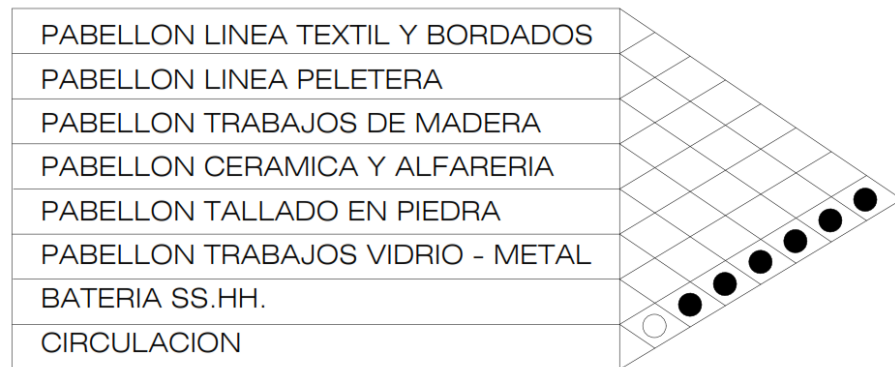 PABELLON LINEA TEXTIL Y BORDADOS
PABELLON LINEA PELETERA
PABELLON TRABAJOS DE MADERA
PABELLON CERAMICA Y ALFARERIA
PABELLON TALLADO EN PIEDRA
PABELLON TRABAJOS VIDRIO - METAL
BATERIA SS.HH.
CIRCULACION